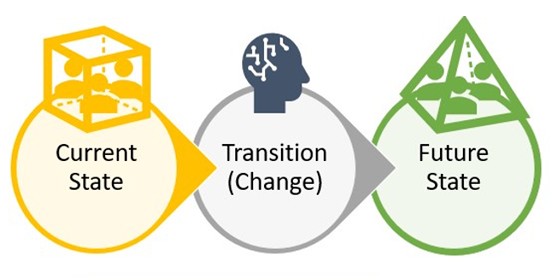 Current
State
Transition
(Change)
Future
State